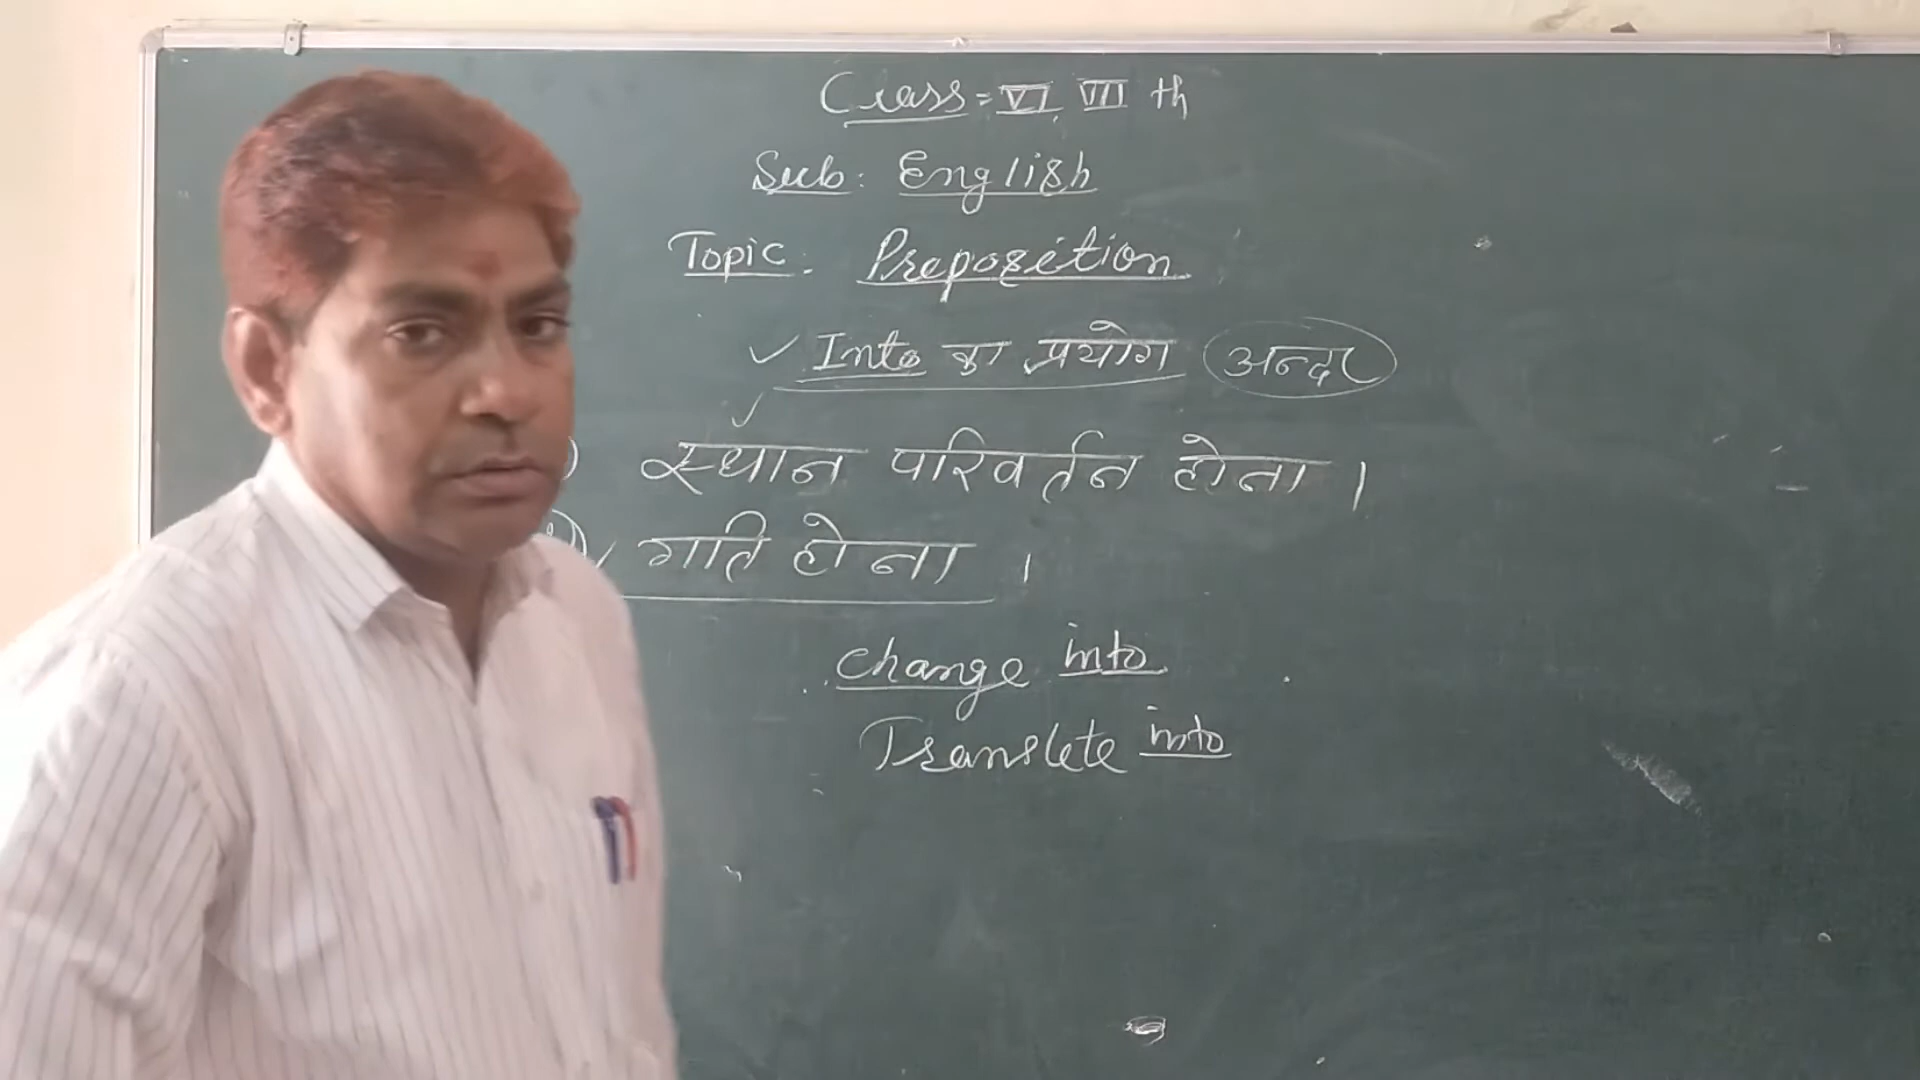 Class = VI, VII th
Sub: English
Topic: Preposition
✓ Into का प्रयोग (अन्दर)
) स्थान परिवर्तन होना ।
) गति होना ।
Change into
Translete into